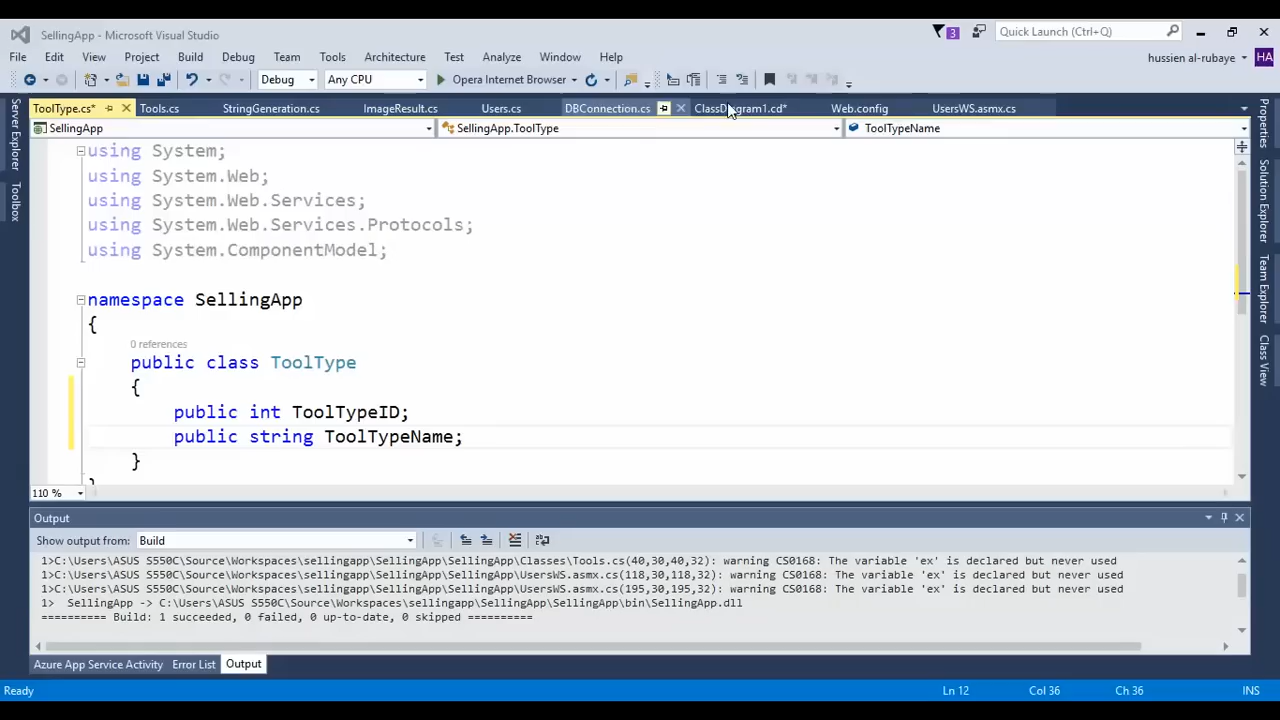 SellingApp - Microsoft Visual Studio
3
Quick Launch (Ctrl+Q)
File Edit View Project Build Debug Team Tools Architecture Test Analyze Window Help
hussien al-rubaye HA
Debug Any CPU Opera Internet Browser
ToolType.cs* Tools.cs StringGeneration.cs ImageResult.cs Users.cs DBConnection.cs ClassDiagram1.cd* Web.config UsersWS.asmx.cs
SellingApp SellingApp.ToolType ToolTypeName
Server Explorer
Toolbox
Properties
Solution Explorer
Team Explorer
Class View
using System;
using System.Web;
using System.Web.Services;
using System.Web.Services.Protocols;
using System.ComponentModel;
namespace SellingApp
{
0 references
public class ToolType
{
public int ToolTypeID;
public string ToolTypeName;
}
}
110 %
Output
Show output from: Build
1>C:\Users\ASUS S550C\Source\Workspaces\sellingapp\SellingApp\SellingApp\Classes\Tools.cs(40,30,40,32): warning CS0168: The variable 'ex' is declared but never used
1>C:\Users\ASUS S550C\Source\Workspaces\sellingapp\SellingApp\SellingApp\UsersWS.asmx.cs(118,30,118,32): warning CS0168: The variable 'ex' is declared but never used
1>C:\Users\ASUS S550C\Source\Workspaces\sellingapp\SellingApp\SellingApp\UsersWS.asmx.cs(195,30,195,32): warning CS0168: The variable 'ex' is declared but never used
1> SellingApp -> C:\Users\ASUS S550C\Source\Workspaces\sellingapp\SellingApp\SellingApp\bin\SellingApp.dll
========== Build: 1 succeeded, 0 failed, 0 up-to-date, 0 skipped ==========
Azure App Service Activity Error List Output
Ready Ln 12 Col 36 Ch 36 INS